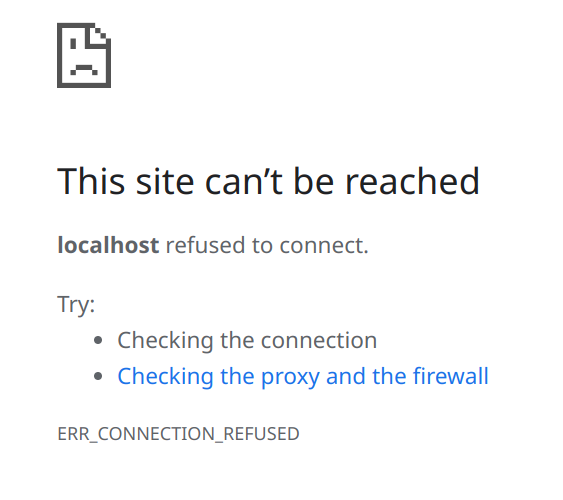 This site can’t be reached
localhost refused to connect.
Try:
Checking the connection
Checking the proxy and the firewall
ERR_CONNECTION_REFUSED